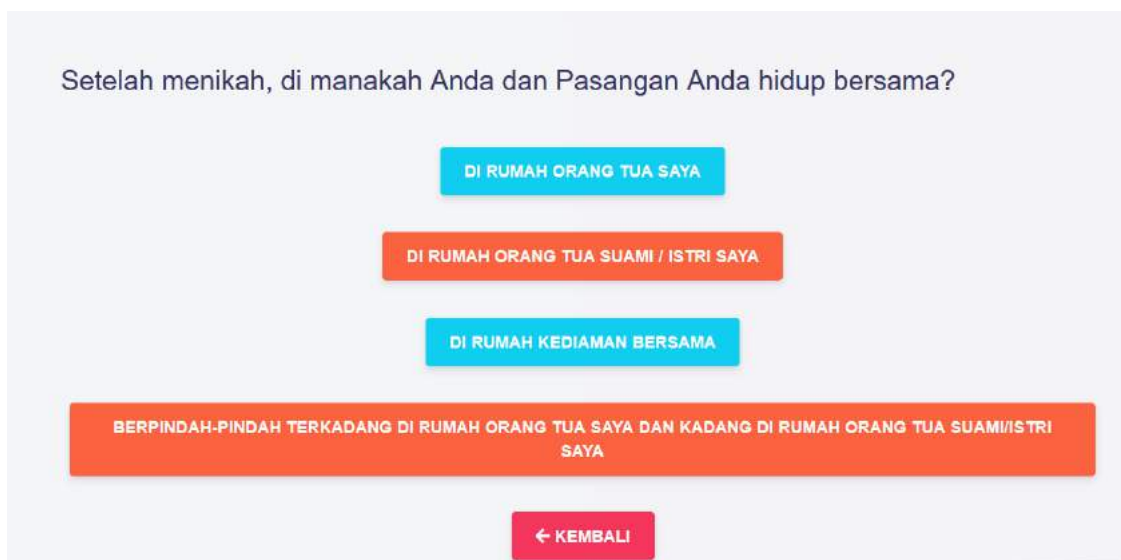 Setelah menikah, di manakah Anda dan Pasangan Anda hidup bersama?
DI RUMAH ORANG TUA SAYA
DI RUMAH ORANG TUA SUAMI / ISTRI SAYA
DI RUMAH KEDIAMAN BERSAMA
BERPINDAH-PINDAH TERKADANG DI RUMAH ORANG TUA SAYA DAN KADANG DI RUMAH ORANG TUA SUAMI/ISTRI
SAYA
← KEMBALI